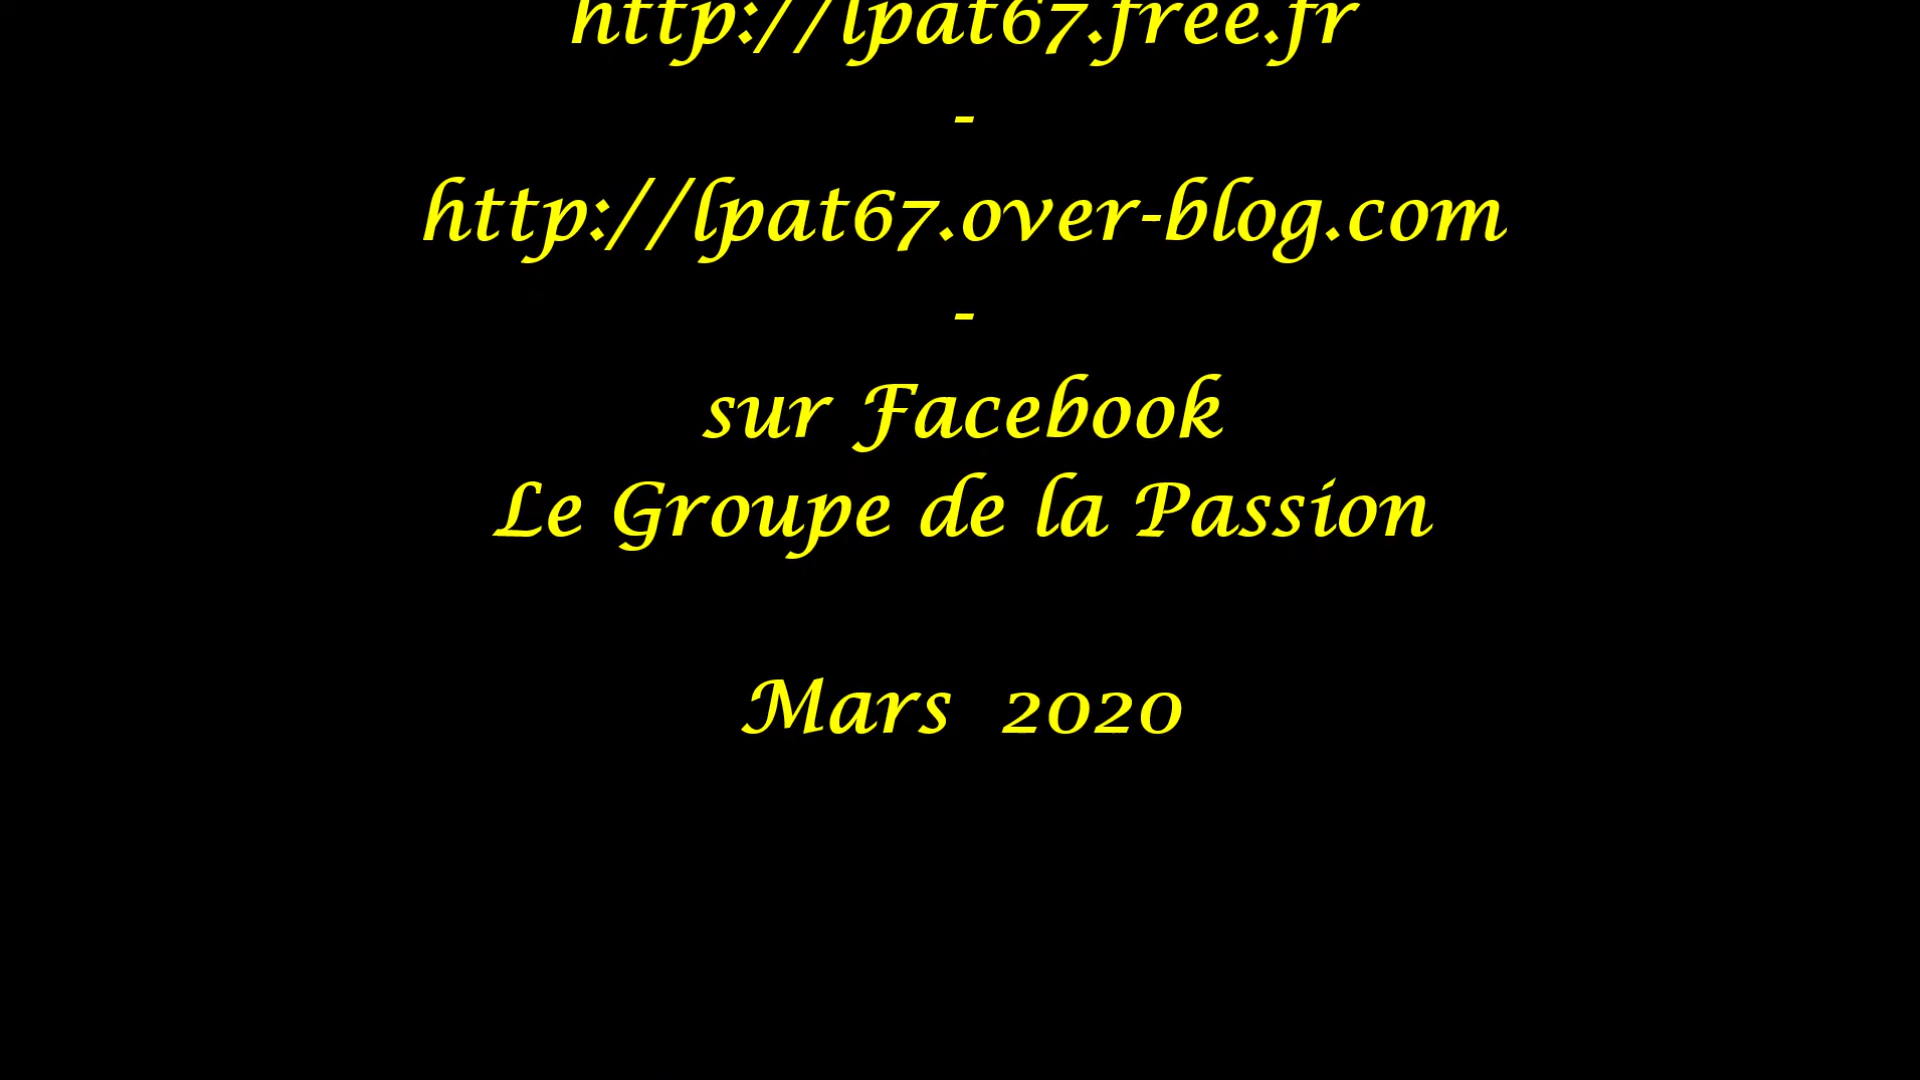 http://lpat67.free.fr
-
http://lpat67.over-blog.com
-
sur Facebook
Le Groupe de la Passion
Mars 2020